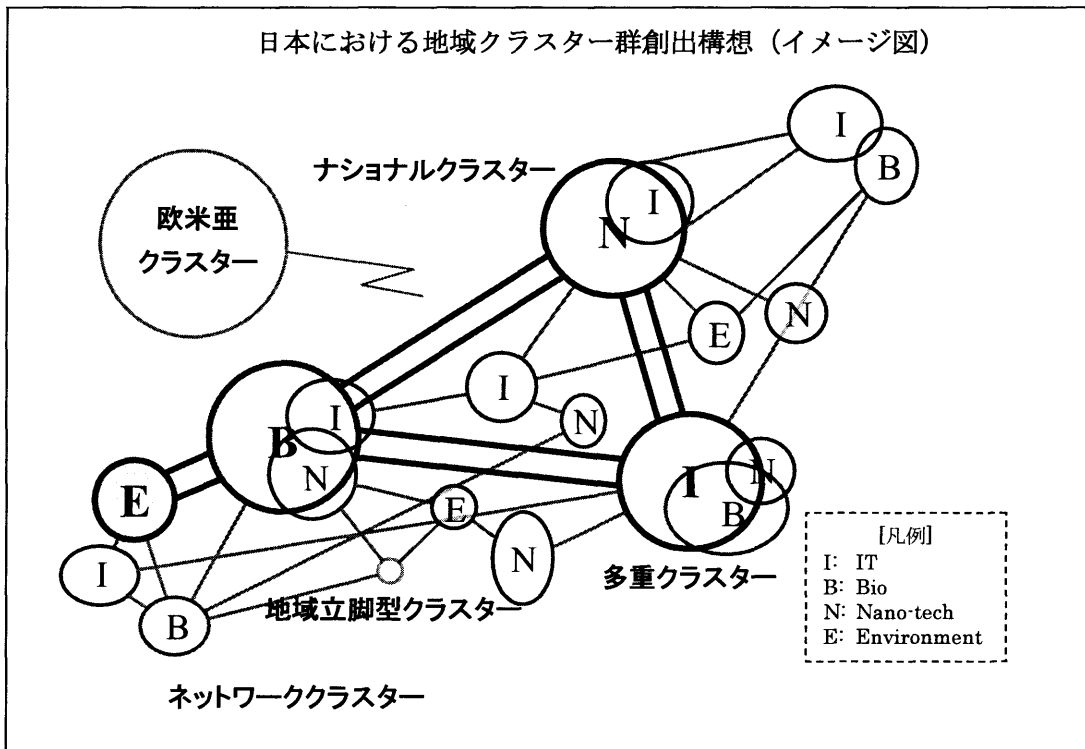 日本における地域クラスター群創出構想（イメージ図）
I
B
ナショナルクラスター
I
N
欧米亜
クラスター
N
E
I
I
N
B
N
I
N
B
E
E
N
I
B
地域立脚型クラスター
多重クラスター
ネットワーククラスター
[凡例]
I: IT
B: Bio
N: Nano-tech
E: Environment